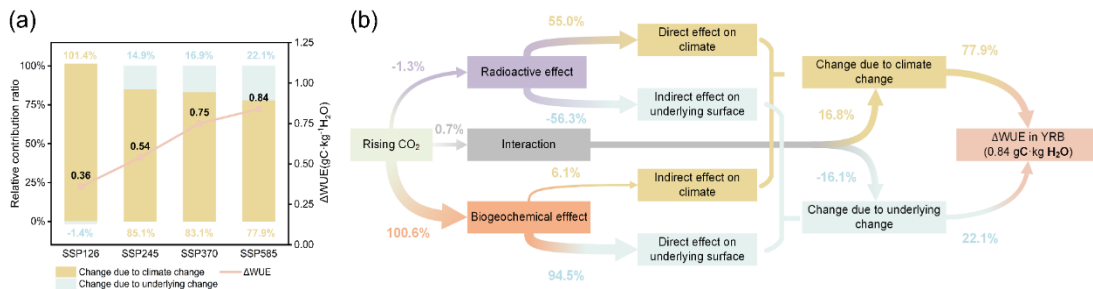 (a)
101.4% 14.9% 16.9% 22.1%
Relative contribution ratio
100%
75%
50%
25%
0%
0.36
0.54
0.75
0.84
1.25
1.00
0.75
0.50
0.25
0.00
ΔWUE(gC·kg⁻¹H₂O)
-1.4% 85.1% 83.1% 77.9%
SSP126 SSP245 SSP370 SSP585
Change due to climate change
ΔWUE
Change due to underlying change
(b)
55.0%
Direct effect on
climate
77.9%
-1.3%
Radioactive effect
Change due to climate
change
-56.3%
Indirect effect on
underlying surface
16.8%
Rising CO₂
0.7%
Interaction
ΔWUE in YRB
(0.84 gC·kg H₂O)
6.1%
Indirect effect on
climate
-16.1%
Biogeochemical eiffect
100.6%
Change due to underlying
change
22.1%
Direct effect on
underlying surface
94.5%